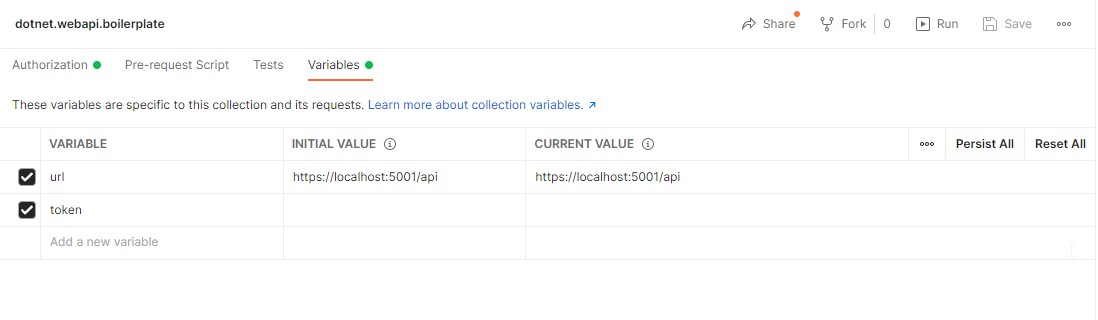 dotnet.webapi.boilerplate Share Fork 0 Run Save
Authorization Pre-request Script Tests Variables
These variables are specific to this collection and its requests. Learn more about collection variables. ↗
VARIABLE INITIAL VALUE CURRENT VALUE Persist All Reset All
url https://localhost:5001/api https://localhost:5001/api
token
Add a new variable